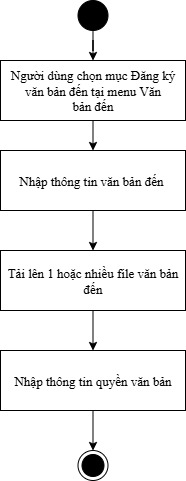 Người dùng chọn mục Đăng ký
văn bản đến tại menu Văn
bản đến
Nhập thông tin văn bản đến
Tải lên 1 hoặc nhiều file văn bản
đến
Nhập thông tin quyền văn bản